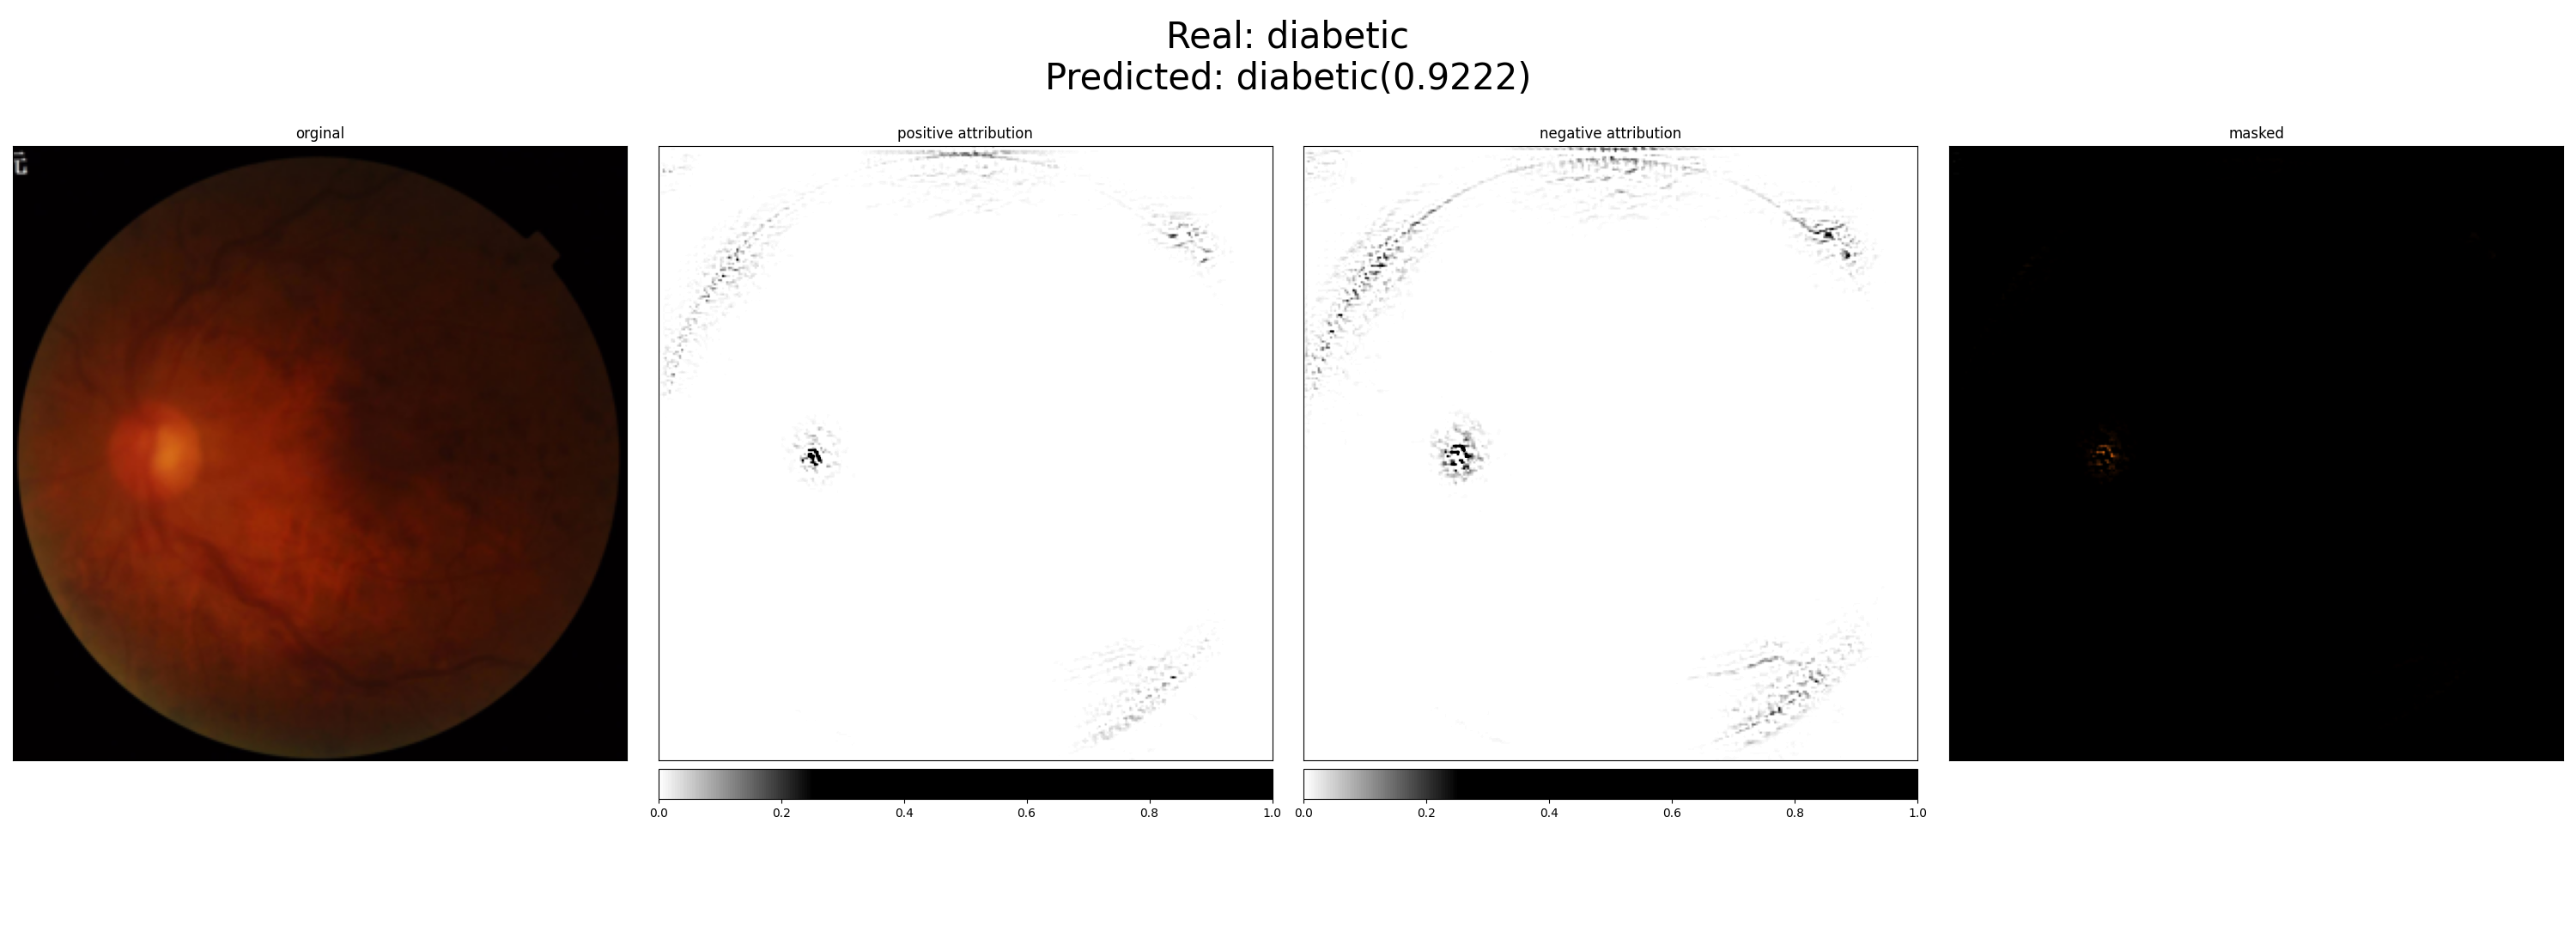 Real: diabetic
Predicted: diabetic(0.9222)
orginal
positive attribution
negative attribution
masked
0.0 0.2 0.4 0.6 0.8 1.0
0.0 0.2 0.4 0.6 0.8 1.0